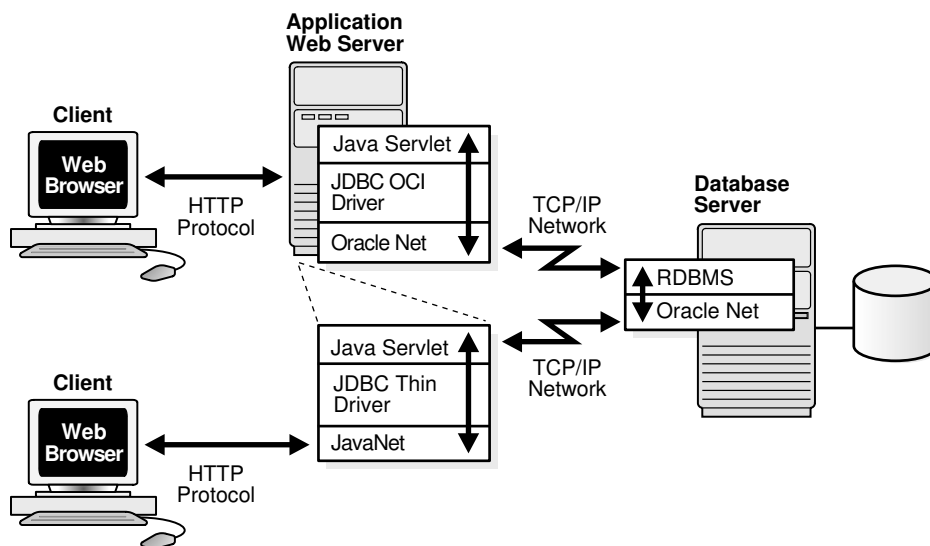 Application
Web Server
Client
Web
Browser
HTTP
Protocol
Java Servlet
JDBC OCI
Driver
Oracle Net
TCP/IP
Network
Database
Server
RDBMS
Oracle Net
Java Servlet
JDBC Thin
Driver
JavaNet
TCP/IP
Network
Client
Web
Browser
HTTP
Protocol